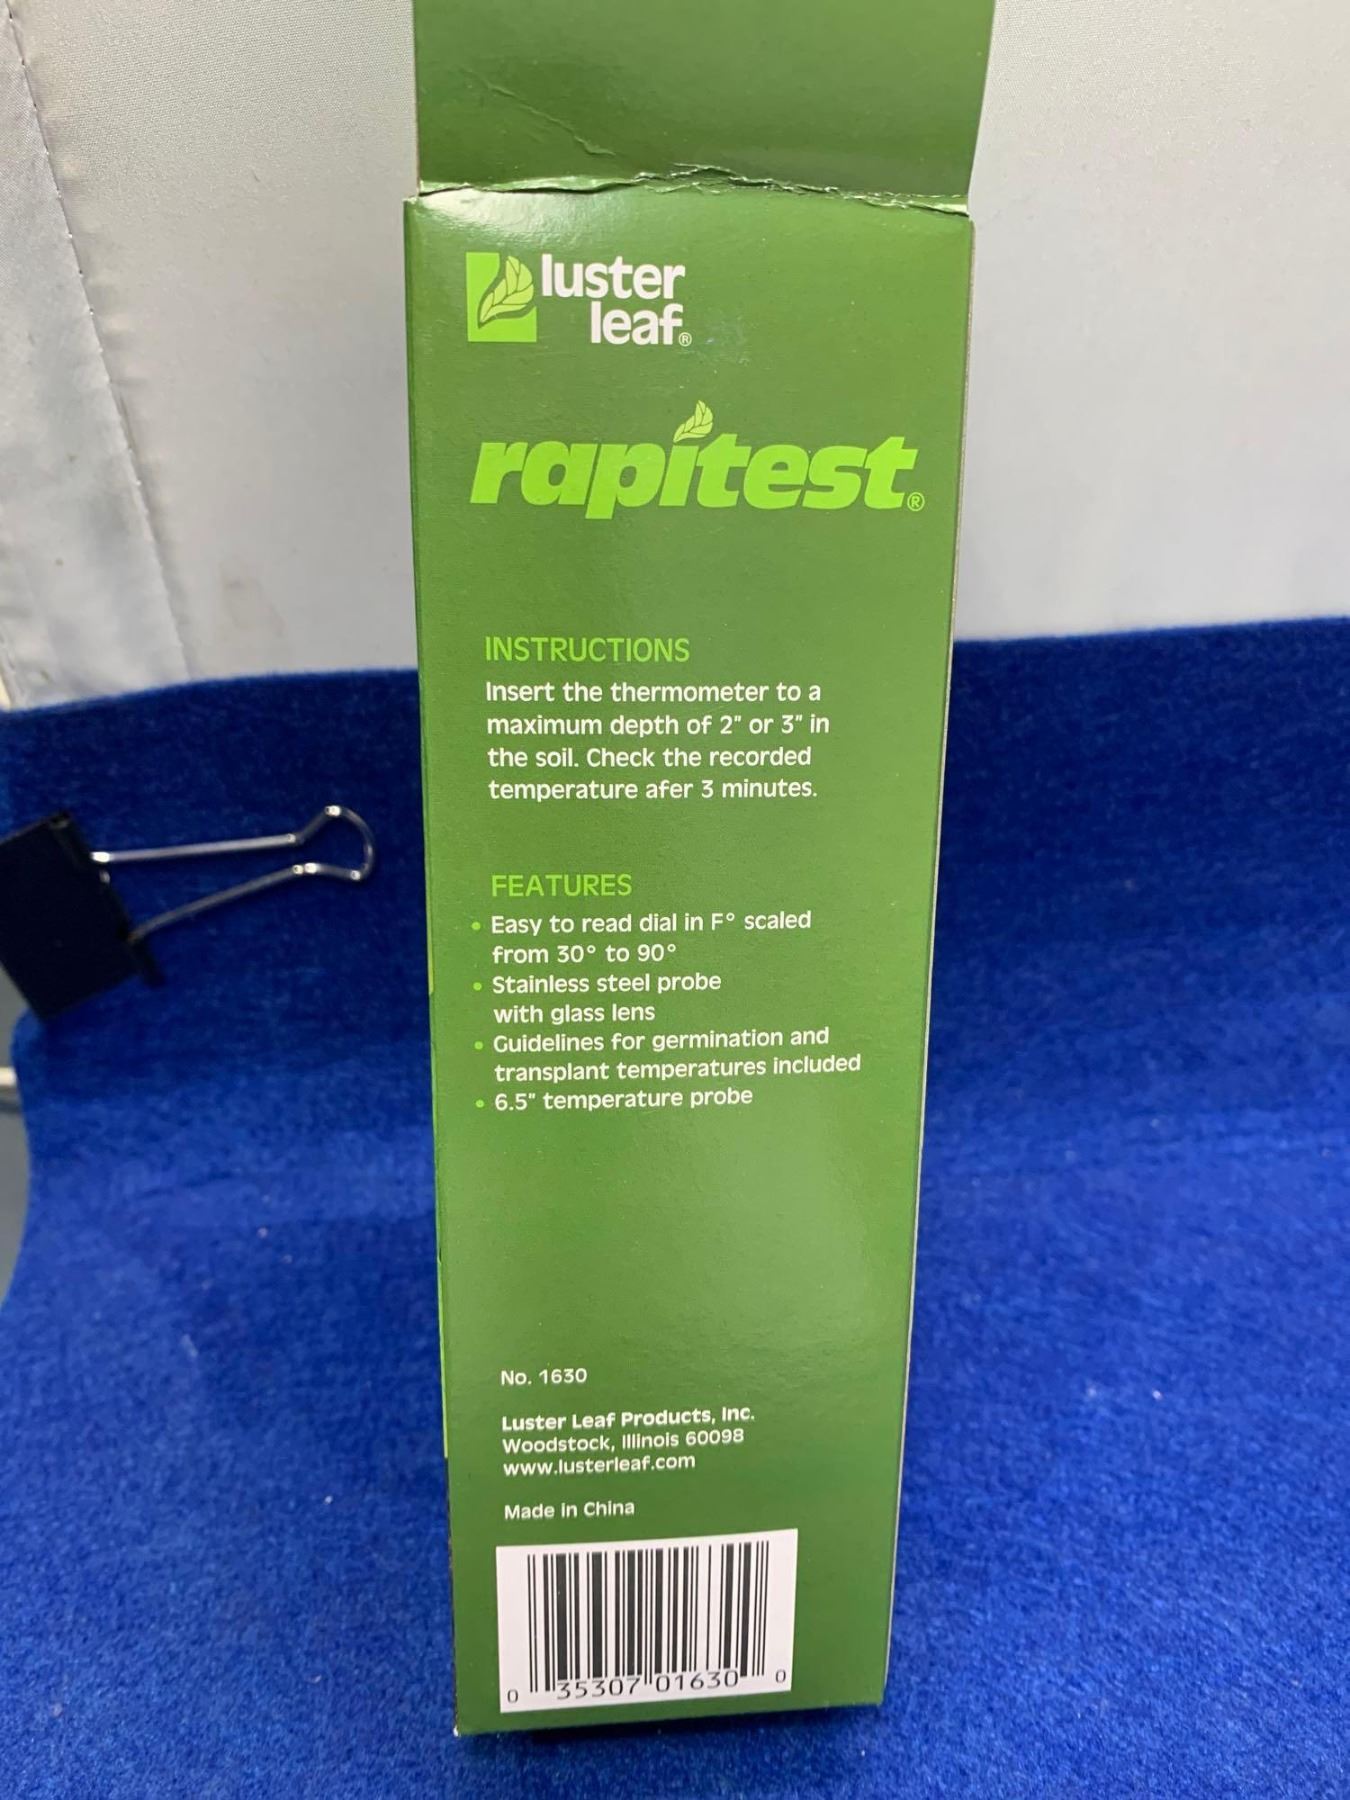 luster
leaf®
rapitest®
INSTRUCTIONS
Insert the thermometer to a
maximum depth of 2" or 3" in
the soil. Check the recorded
temperature afer 3 minutes.
FEATURES
• Easy to read dial in F° scaled
from 30° to 90°
• Stainless steel probe
with glass lens
• Guidelines for germination and
transplant temperatures included
• 6.5" temperature probe
No. 1630
Luster Leaf Products, Inc.
Woodstock, Illinois 60098
www.lusterleaf.com
Made in China
0 35307 01630 0